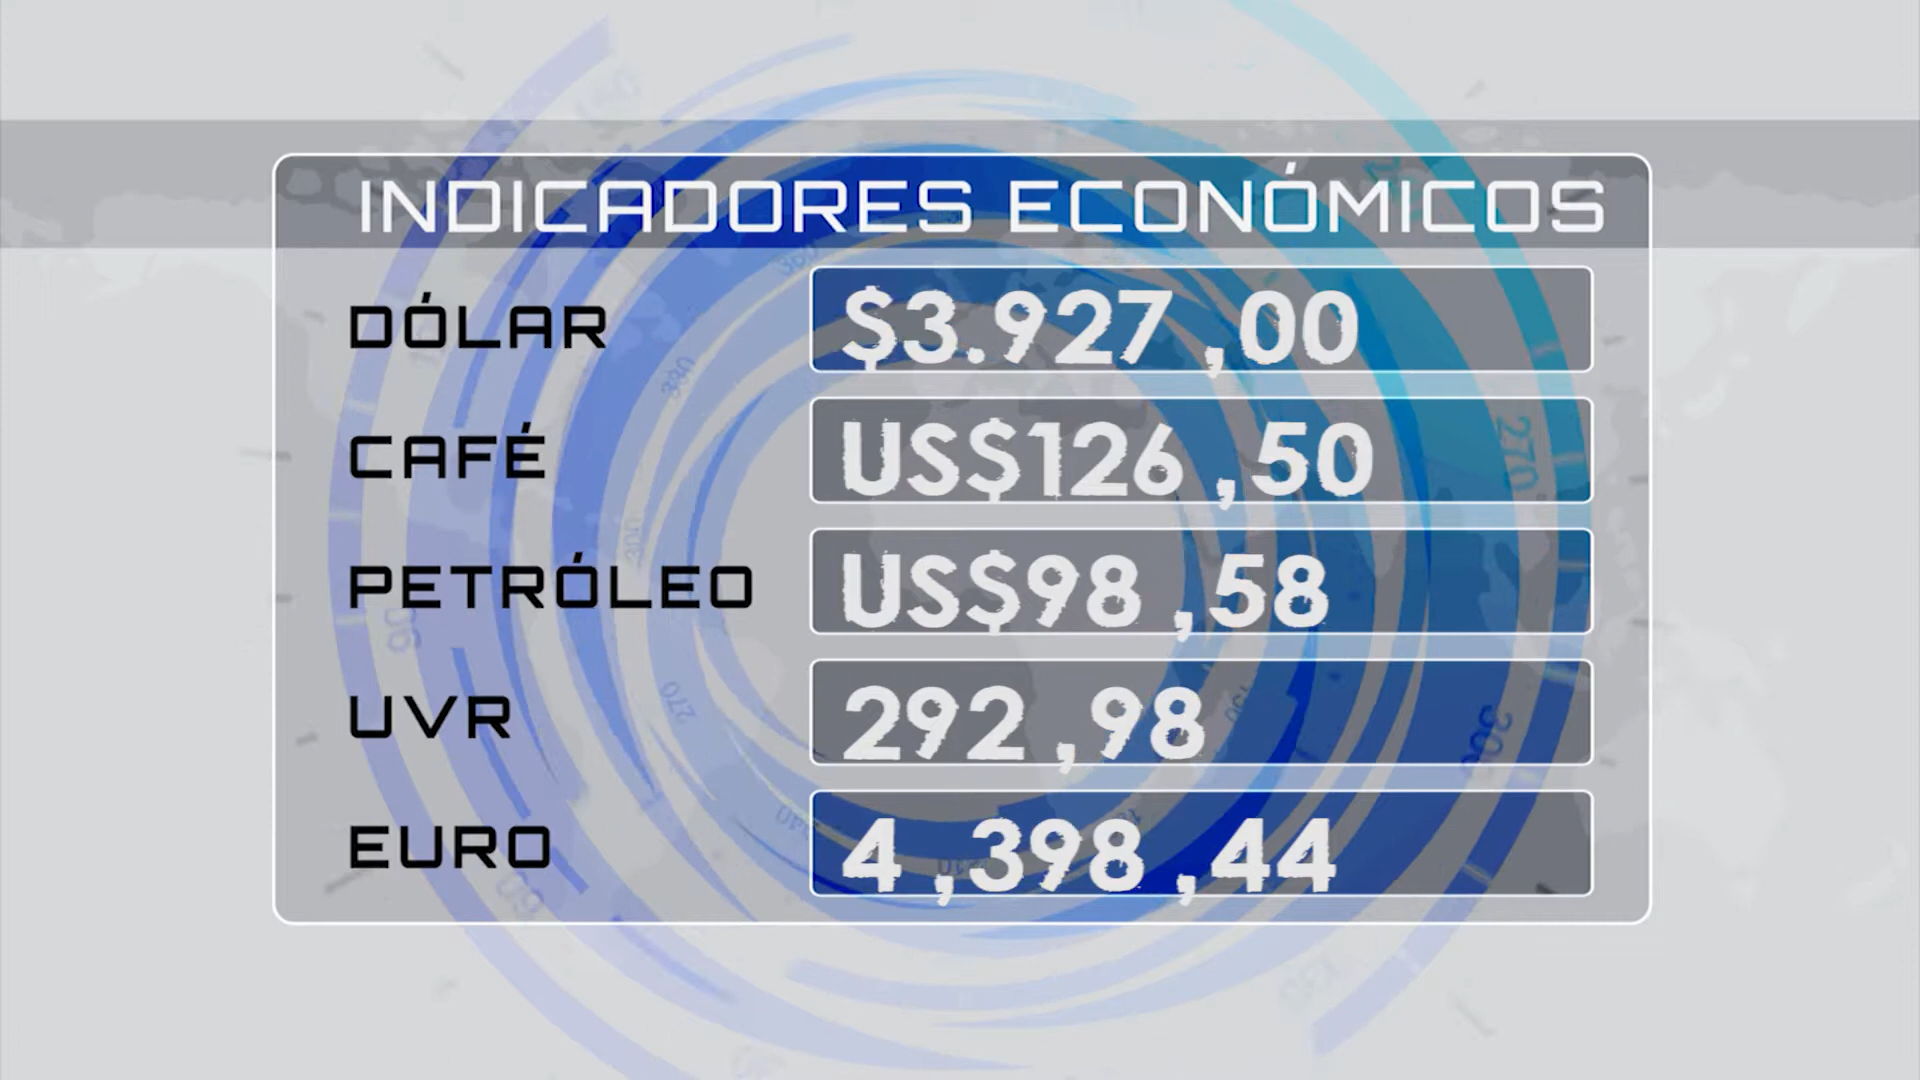 INDICADORES ECONÓMICOS
DÓLAR $3.927 ,00
CAFÉ US$126 ,50
PETRÓLEO US$98 ,58
UVR 292 ,98
EURO 4 ,398 ,44